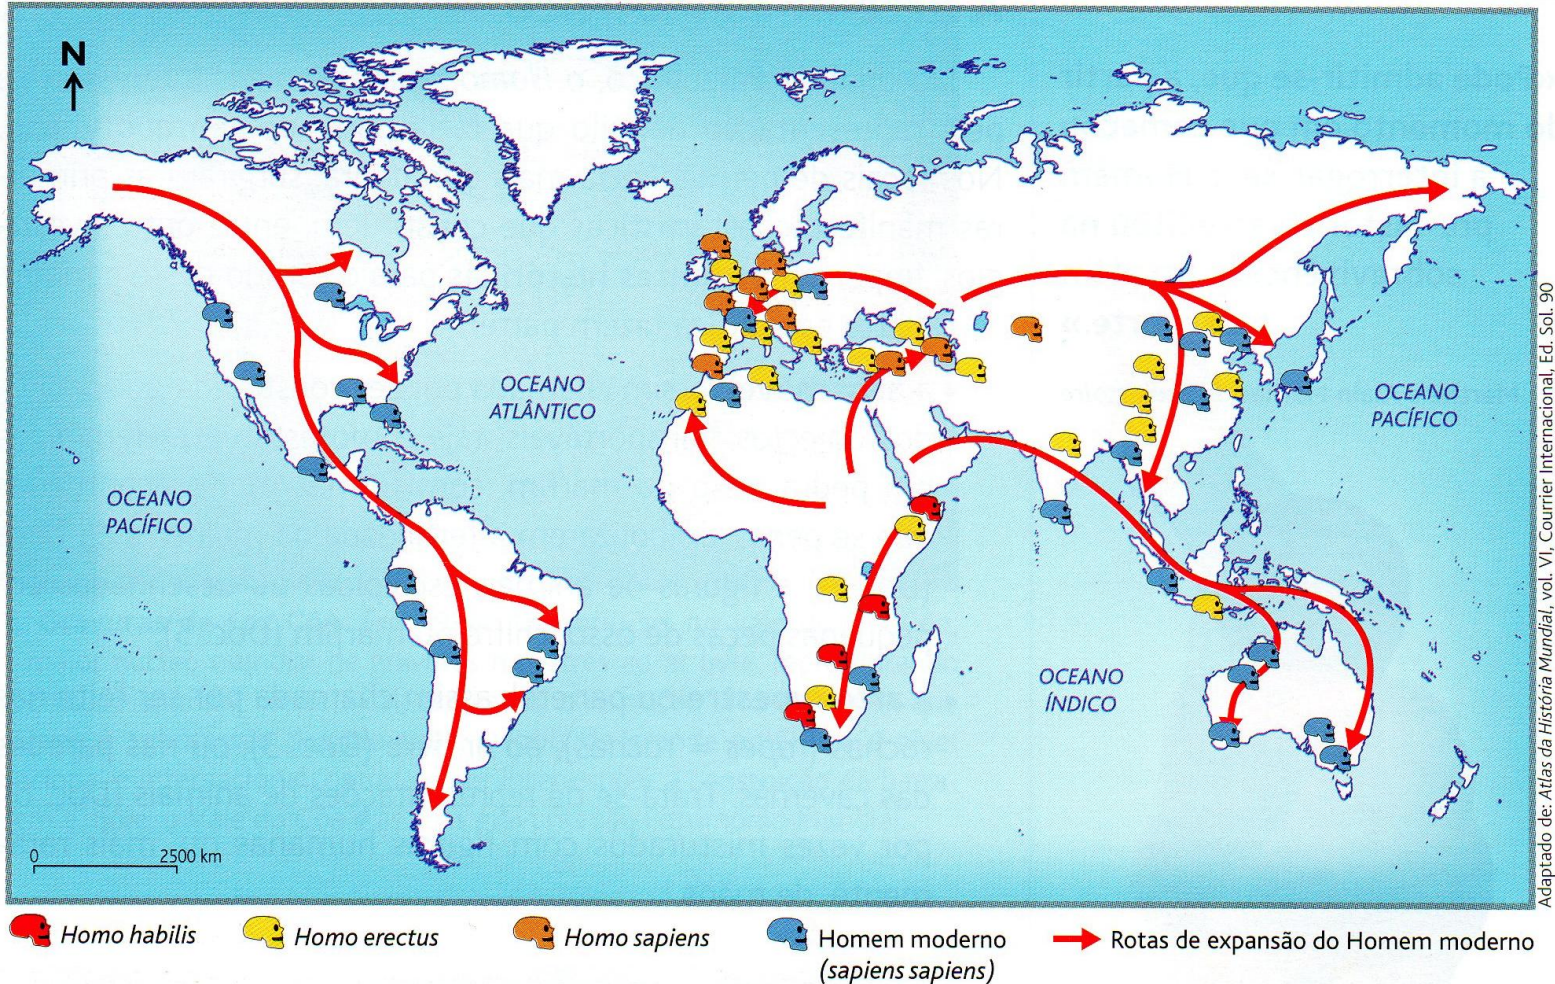 N
OCEANO
ATLÂNTICO
OCEANO
PACÍFICO
OCEANO
PACÍFICO
OCEANO
ÍNDICO
0 2500 km
Homo habilis
Homo erectus
Homo sapiens
Homem moderno
(sapiens sapiens)
Rotas de expansão do Homem moderno
Adaptado de: Atlas da História Mundial, vol. VI, Courrier Internacional, Ed. Sol. 90